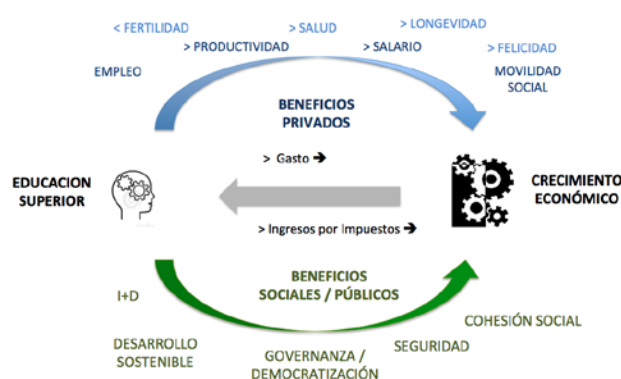 < FERTILIDAD
> SALUD
> LONGEVIDAD
> PRODUCTIVIDAD
> SALARIO
> FELICIDAD
EMPLEO
MOVILIDAD
SOCIAL
BENEFICIOS
PRIVADOS
> Gasto ➔
EDUCACION
SUPERIOR
CRECIMIENTO
ECONÓMICO
> Ingresos por Impuestos ➔
BENEFICIOS
SOCIALES / PÚBLICOS
I+D
COHESIÓN SOCIAL
DESARROLLO
SOSTENIBLE
SEGURIDAD
GOVERNANZA /
DEMOCRATIZACIÓN